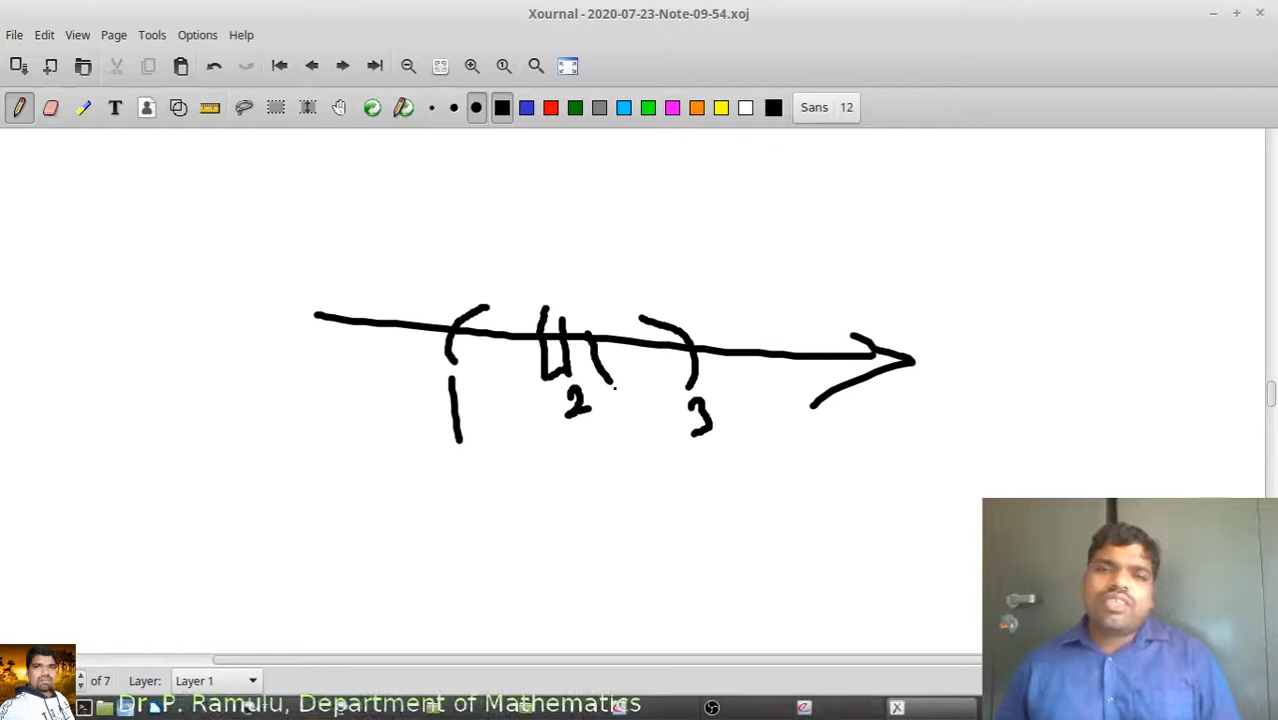 Xournal - 2020-07-23-Note-09-54.xoj
File Edit View Page Tools Options Help
Sans 12
1 2 3
of 7 Layer: Layer 1
Dr. P. Ramulu, Department of Mathematics